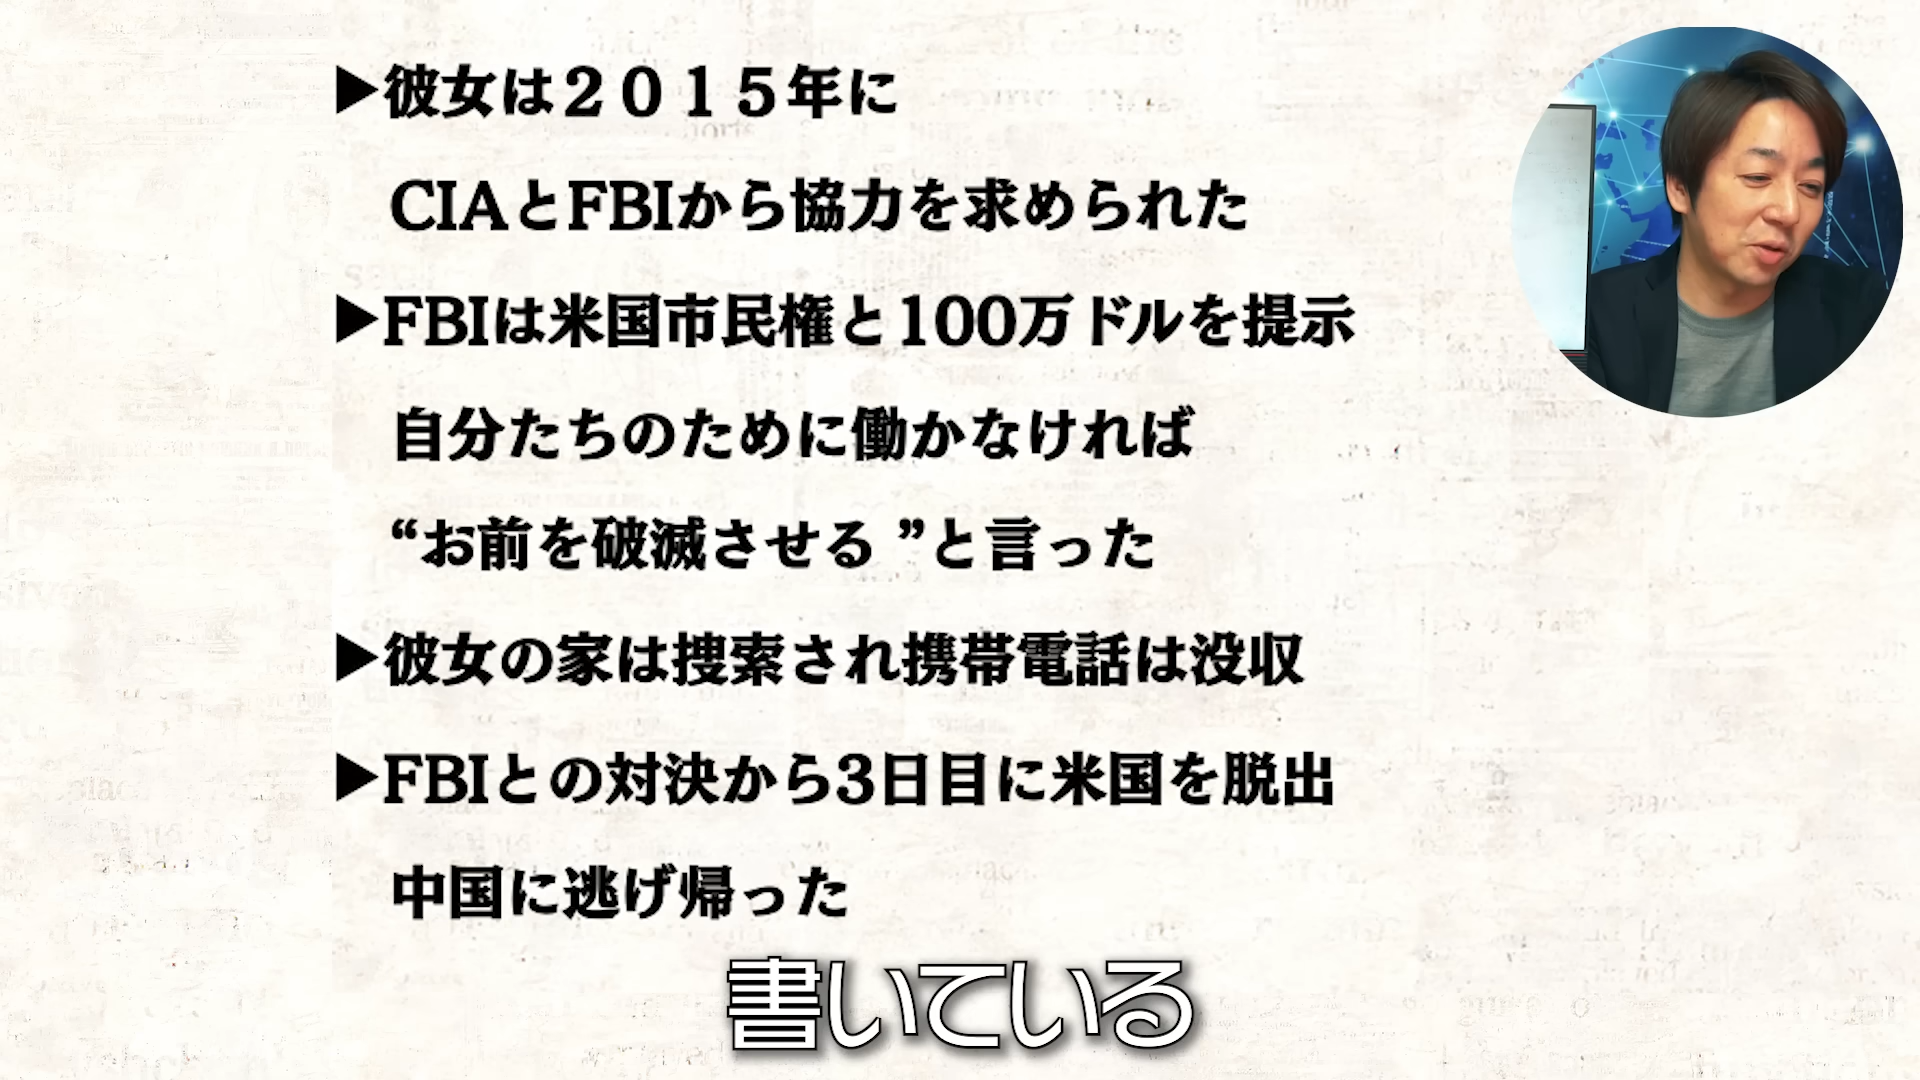 ▶彼女は２０１５年に
CIAとFBIから協力を求められた
▶FBIは米国市民権と100万ドルを提示
自分たちのために働かなければ
“お前を破滅させる ”と言った
▶彼女の家は捜索され携帯電話は没収
▶FBIとの対決から3日目に米国を脱出
中国に逃げ帰った
書いている